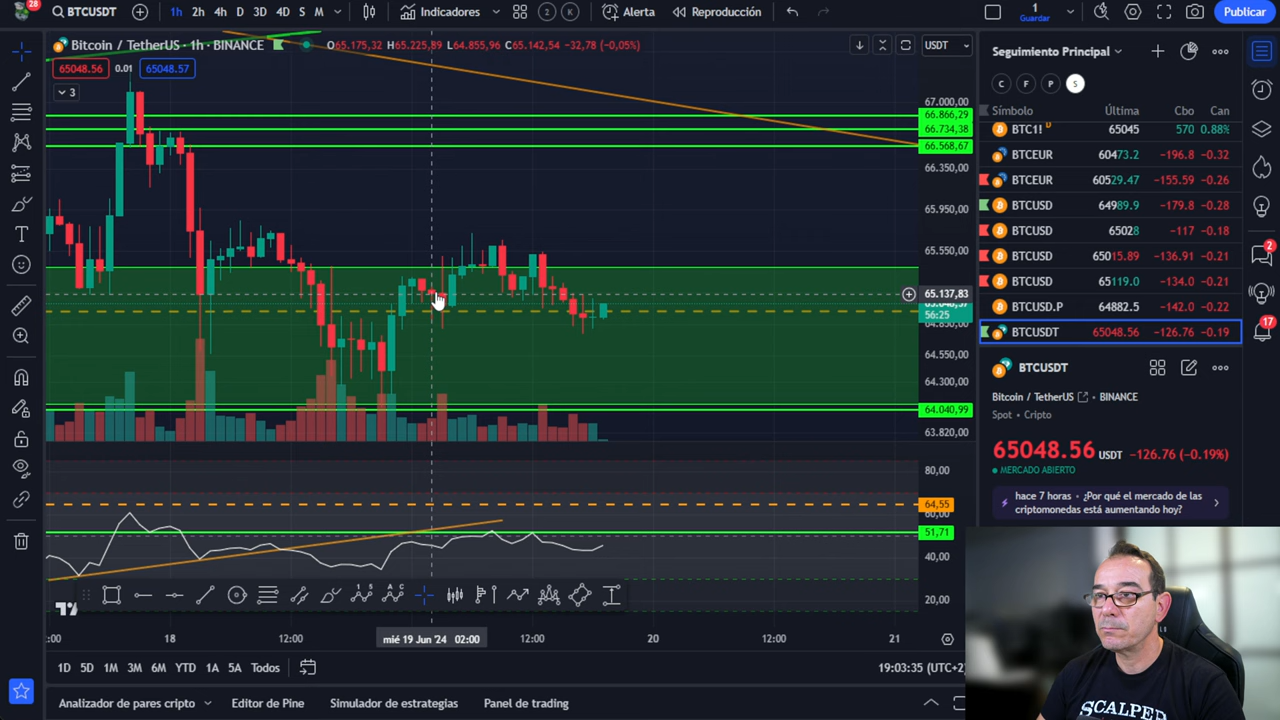 28
BTCUSDT
1h 2h 4h D 3D 4D S M
Indicadores
2 K
Alerta
Reproducción
1
Guardar
Publicar
Bitcoin / TetherUS · 1h · BINANCE
O65.175,32 H65.225,89 L64.855,96 C65.142,54 −32,78 (−0,05%)
USDT
65048.56 0.01 65048.57
3
67.000,00
66.866,29
66.734,38
66.568,67
66.350,00
65.950,00
65.550,00
65.137,83
56:25
64.550,00
64.300,00
64.040,99
63.820,00
80,00
64,55
60,00
51,71
40,00
20,00
:00 18 12:00 mié 19 Jun '24 02:00 12:00 20 12:00 21
1D 5D 1M 3M 6M YTD 1A 5A Todos
19:03:35 (UTC+2
Analizador de pares cripto Editor de Pine Simulador de estrategias Panel de trading
Seguimiento Principal
C F P S
Símbolo Última Cbo Can
BTC1! D 65045 570 0.88%
BTCEUR 60473.2 −196.8 −0.32
BTCEUR 60529.47 −155.59 −0.26
BTCUSD 64989.9 −179.8 −0.28
BTCUSD 65028 −117 −0.18
BTCUSD 65015.89 −136.91 −0.21
BTCUSD 65119.0 −134.0 −0.21
BTCUSD.P 64882.5 −142.0 −0.22
BTCUSDT 65048.56 −126.76 −0.19
2
17
BTCUSDT
Bitcoin / TetherUS BINANCE
Spot • Cripto
65048.56 USDT −126.76 (−0.19%)
MERCADO ABIERTO
hace 7 horas • ¿Por qué el mercado de las
criptomonedas está aumentando hoy?
SCALPED